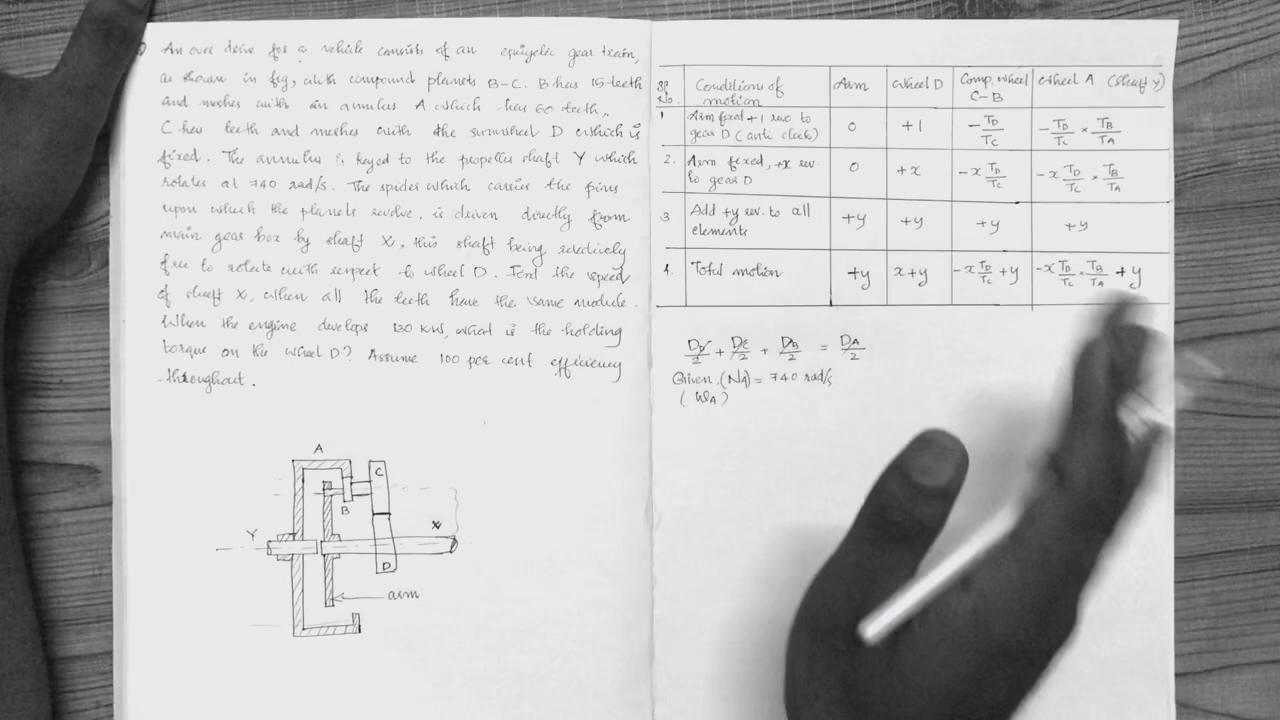 An over drive for a vehicle consists of an epicyclic gear train,
as shown in fig, with compound planets B-C. B has 15 teeth
and meshes with an annulus A which has 60 teeth.
C has teeth and meshes with the sunwheel D which is
fixed. The annulus is keyed to the propeller shaft Y which
rotates at 740 rad/s. The spider which carries the pins
upon which the planets revolve, is driven directly from
main gear box by shaft X, this shaft being relatively
free to rotate with respect to wheel D. Find the speed
of shaft X, when all the teeth have the same module.
When the engine develops 130 KW, what is the holding
torque on the wheel D? Assume 100 per cent efficiency
throughout.
A
C
B
Y
X
D
arm
Sl No. Conditions of motion Arm Wheel D Comp. wheel C-B Wheel A (Shaft Y)
1 Arm fixed +1 rev to gear D (anti clock) 0 +1 -TD/TC -TD/TC × TB/TA
2. Arm fixed, +x rev. to gear D 0 +x -x TD/TC -x TD/TC × TB/TA
3 Add +y rev. to all elements +y +y +y +y
4. Total motion +y x+y -x TD/TC +y -x TD/TC × TB/TA +y
DD/2 + DC/2 + DB/2 = DA/2
Given, (NA) = 740 rad/s
(ωA)